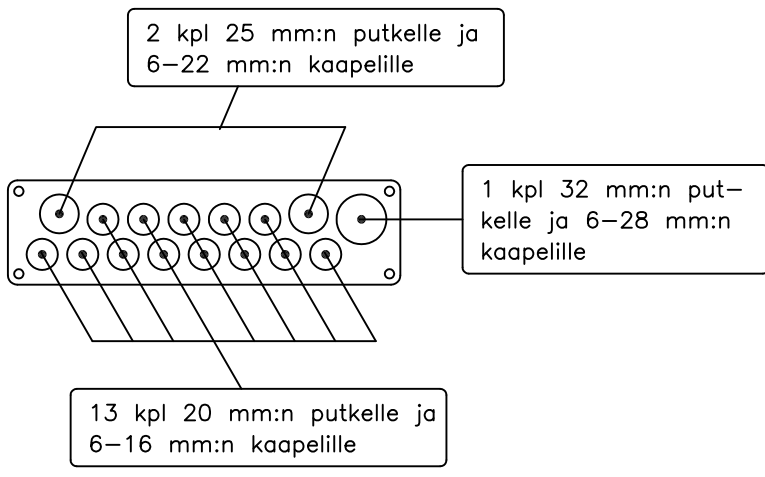 2 kpl 25 mm:n putkelle ja
6-22 mm:n kaapelille
1 kpl 32 mm:n put-
kelle ja 6-28 mm:n
kaapelille
13 kpl 20 mm:n putkelle ja
6-16 mm:n kaapelille